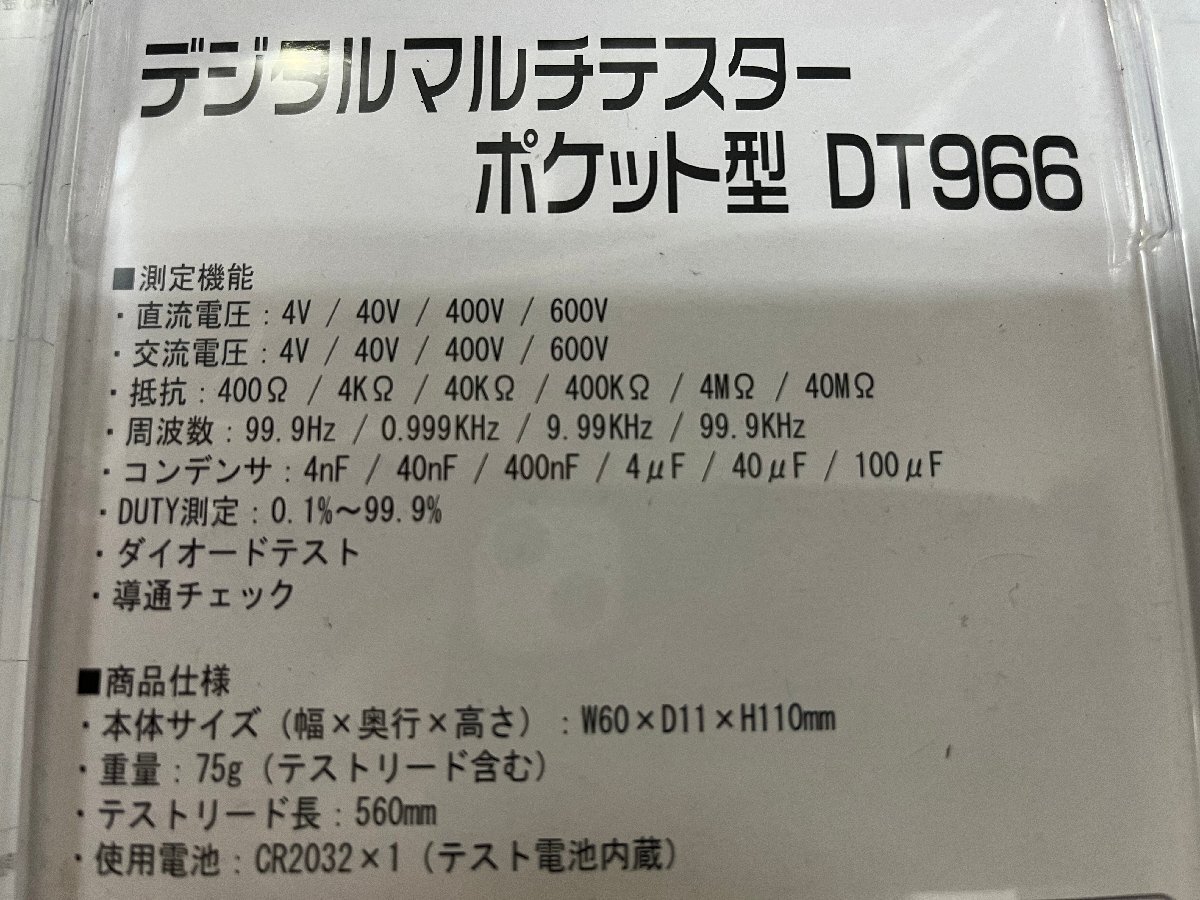 デジタルマルチテスター
ポケット型 DT966
■測定機能
・直流電圧：4V / 40V / 400V / 600V
・交流電圧：4V / 40V / 400V / 600V
・抵抗：400Ω / 4KΩ / 40KΩ / 400KΩ / 4MΩ / 40MΩ
・周波数：99.9Hz / 0.999KHz / 9.99KHz / 99.9KHz
・コンデンサ：4nF / 40nF / 400nF / 4μF / 40μF / 100μF
・DUTY測定：0.1%～99.9%
・ダイオードテスト
・導通チェック
■商品仕様
・本体サイズ（幅×奥行×高さ）：W60×D11×H110mm
・重量：75g（テストリード含む）
・テストリード長：560mm
・使用電池：CR2032×1（テスト電池内蔵）